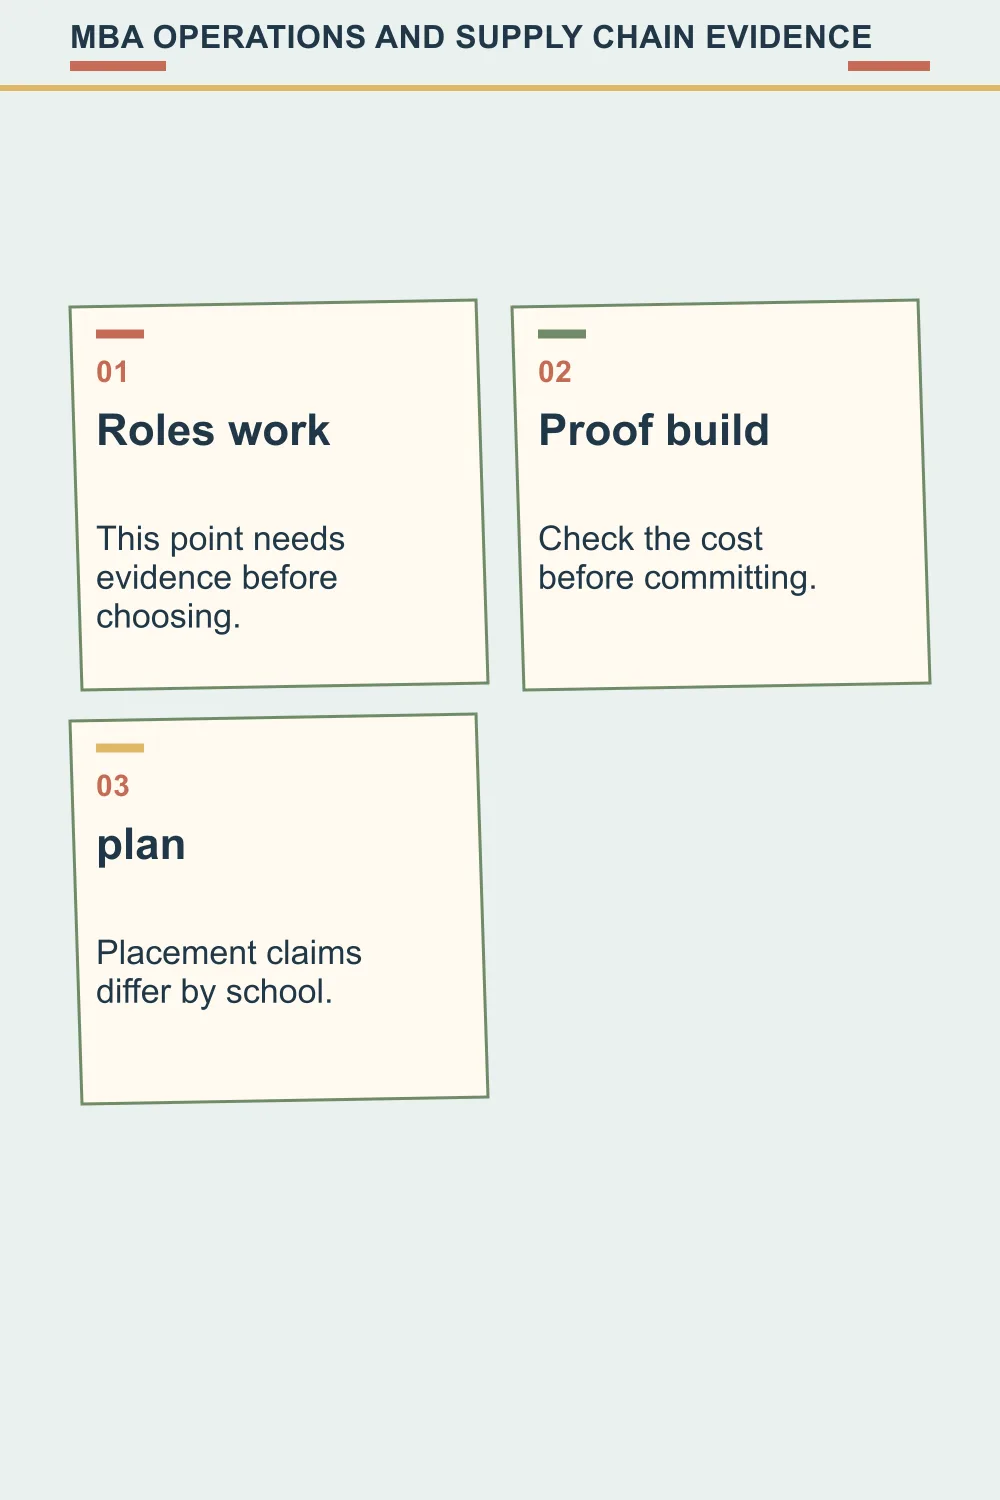 MBA OPERATIONS AND SUPPLY CHAIN EVIDENCE
01
Roles work
This point needs
evidence before
choosing.
02
Proof build
Check the cost
before committing.
03
plan
Placement claims
differ by school.